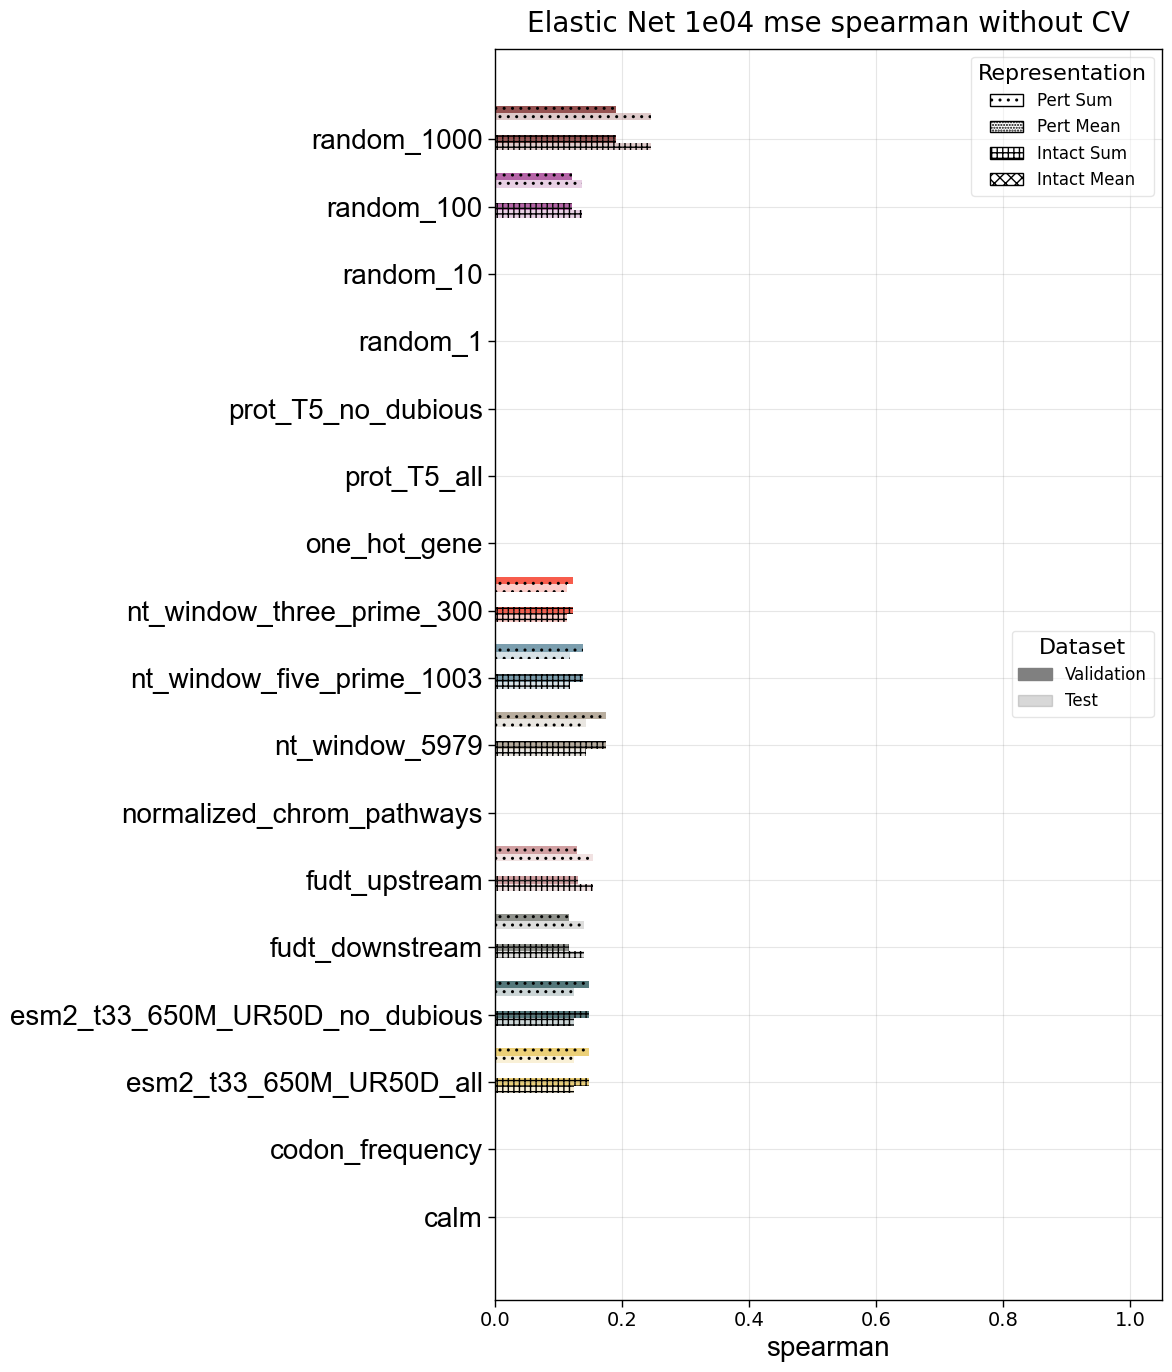 Elastic Net 1e04 mse spearman without CV
Representation
Pert Sum
Pert Mean
Intact Sum
Intact Mean
random_1000
random_100
random_10
random_1
prot_T5_no_dubious
prot_T5_all
one_hot_gene
nt_window_three_prime_300
nt_window_five_prime_1003
nt_window_5979
normalized_chrom_pathways
fudt_upstream
fudt_downstream
esm2_t33_650M_UR50D_no_dubious
esm2_t33_650M_UR50D_all
codon_frequency
calm
Dataset
Validation
Test
0.0 0.2 0.4 0.6 0.8 1.0
spearman